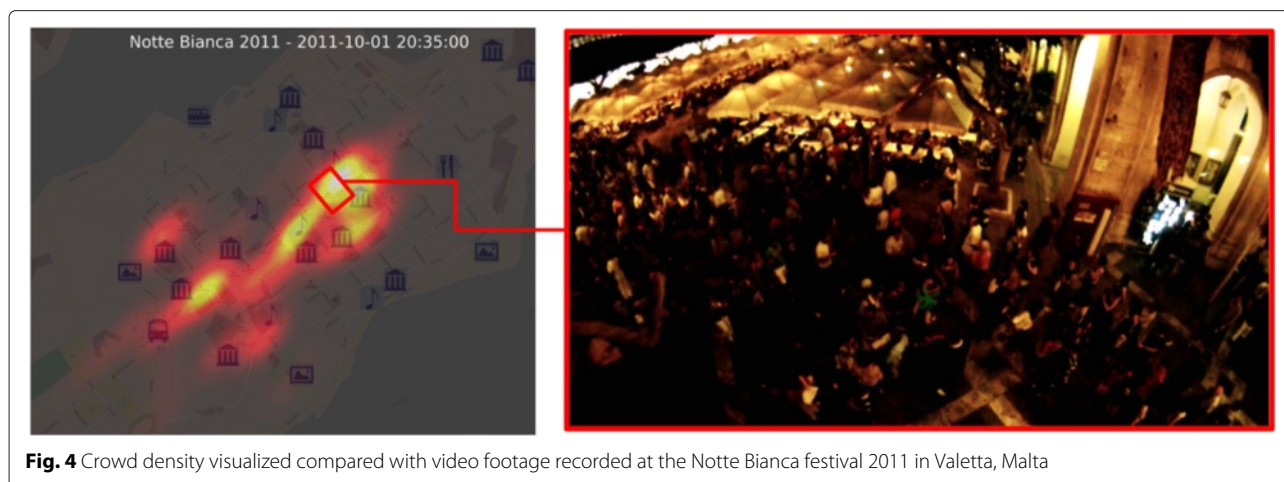 Notte Bianca 2011 - 2011-10-01 20:35:00
Fig. 4 Crowd density visualized compared with video footage recorded at the Notte Bianca festival 2011 in Valetta, Malta